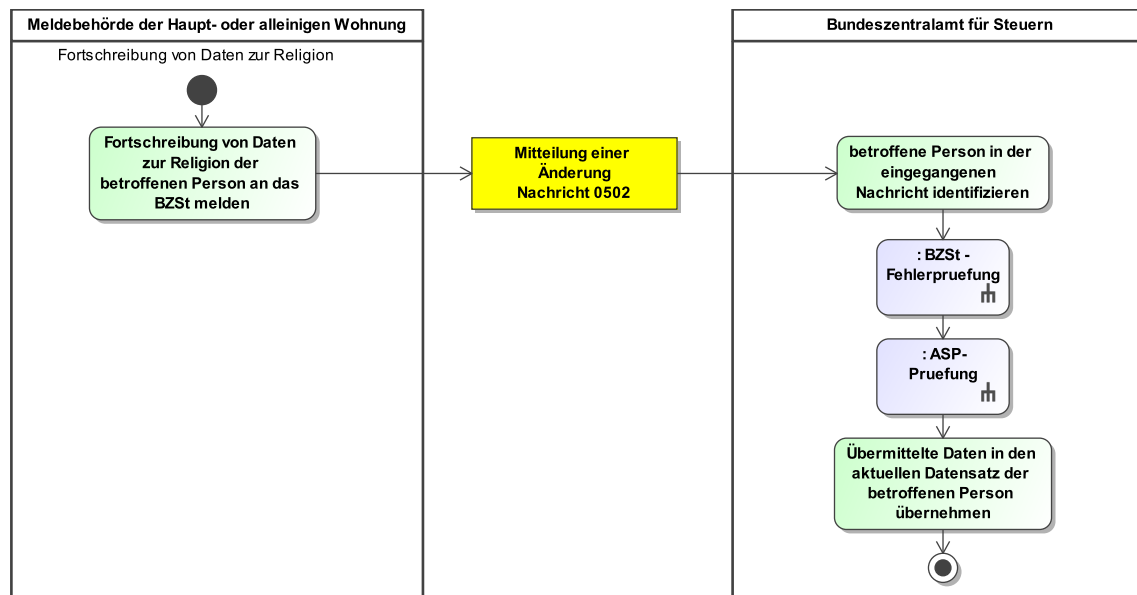 Meldebehörde der Haupt- oder alleinigen Wohnung
Fortschreibung von Daten zur Religion
Fortschreibung von Daten
zur Religion der
betroffenen Person an das
BZSt melden
Mitteilung einer
Änderung
Nachricht 0502
Bundeszentralamt für Steuern
betroffene Person in der
eingegangenen
Nachricht identifizieren
: BZSt -
Fehlerpruefung
: ASP-
Pruefung
Übermittelte Daten in den
aktuellen Datensatz der
betroffenen Person
übernehmen